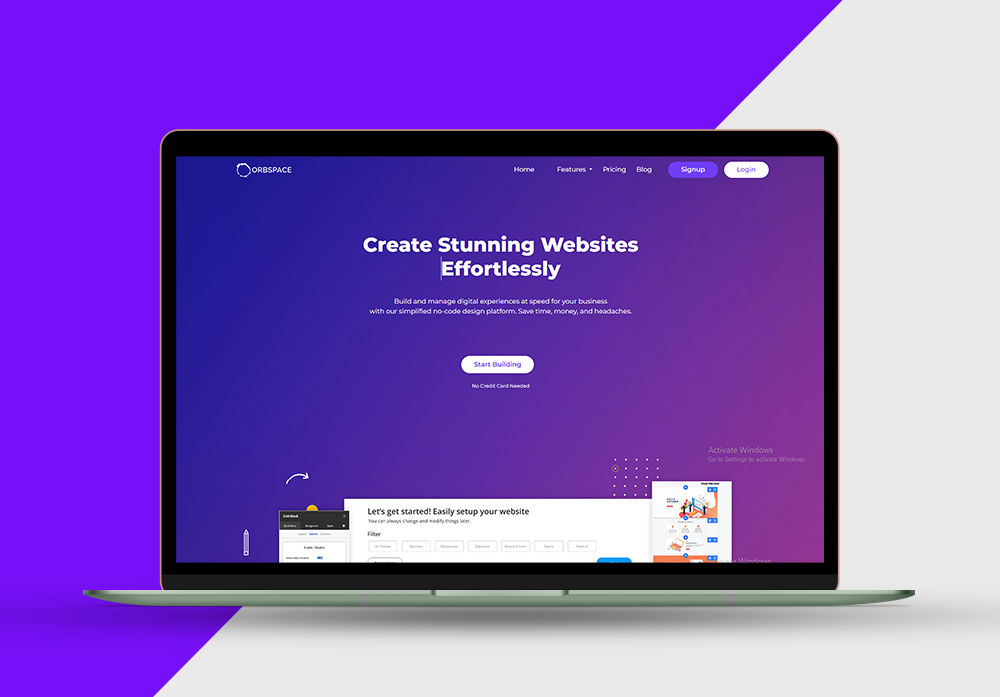 ORBSPACE
Home Features Pricing Blog Signup Login
Create Stunning Websites
Effortlessly
Build and manage digital experiences at speed for your business
with our simplified no-code design platform. Save time, money, and headaches.
Start Building
No Credit Card Needed
Activate Windows
Go to Settings to activate Windows.
Let's get started! Easily setup your website
You can always change and modify things later.
Filter
Windows